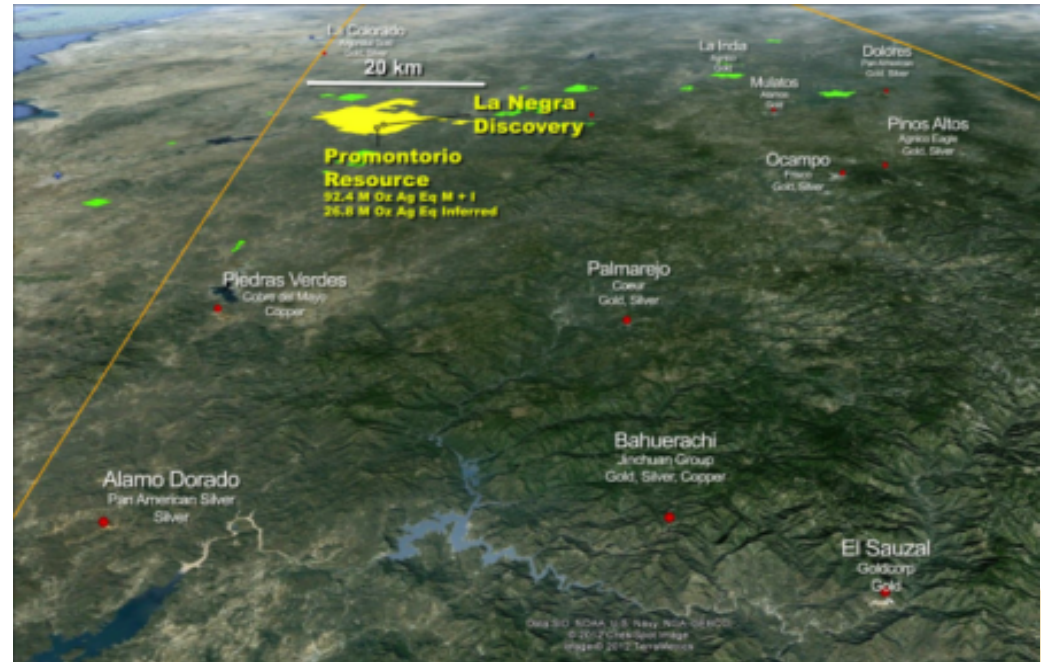 La Colorado
Gold, Silver
20 km
La Negra
Discovery
Promontorio
Resource
92.4 M Oz Ag Eq M + I
26.8 M Oz Ag Eq Inferred
La India
Agnico
Gold
Mulatos
Alamos
Gold
Dolores
Pan American
Gold, Silver
Pinos Altos
Agnico Eagle
Gold, Silver
Ocampo
Frisco
Gold, Silver
Piedras Verdes
Cobre del Mayo
Copper
Palmarejo
Coeur
Gold, Silver
Bahuerachi
Jinchuan Group
Gold, Silver, Copper
Alamo Dorado
Pan American Silver
Silver
El Sauzal
Goldcorp
Gold
Data SIO, NOAA, U.S. Navy, NGA, GEBCO
© 2012 Cnes/Spot Image
Image © 2012 TerraMetrics